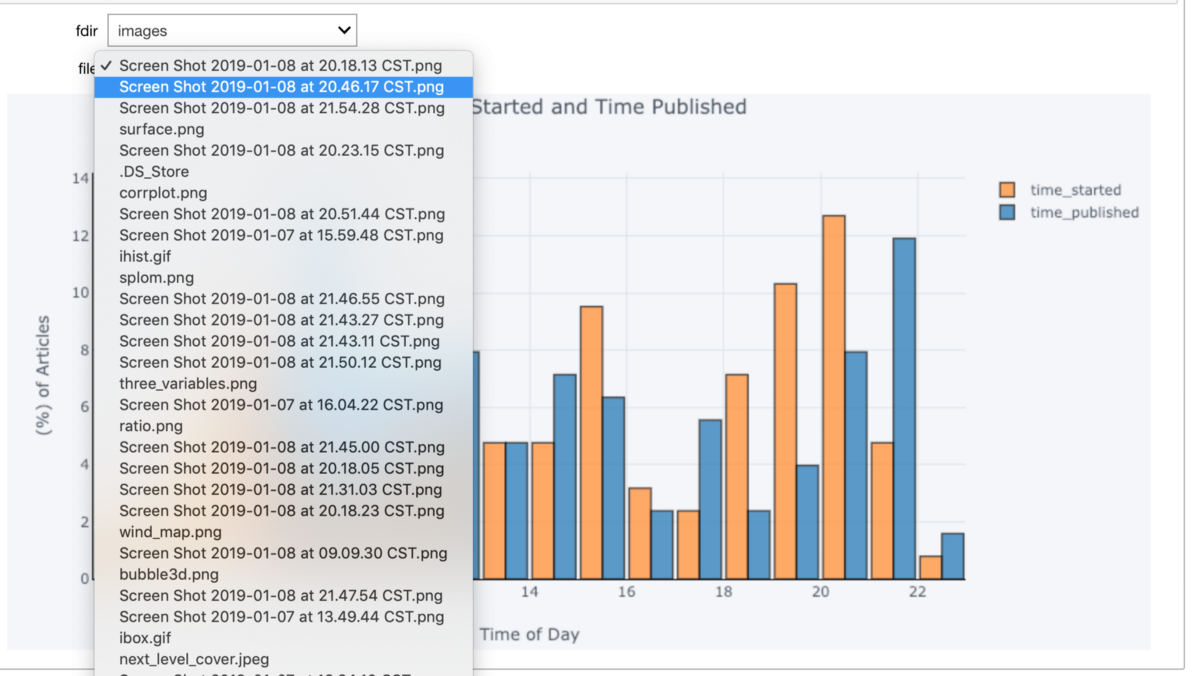 fdir images
file
✓ Screen Shot 2019-01-08 at 20.18.13 CST.png
Screen Shot 2019-01-08 at 20.46.17 CST.png
Screen Shot 2019-01-08 at 21.54.28 CST.png
surface.png
Screen Shot 2019-01-08 at 20.23.15 CST.png
.DS_Store
corrplot.png
Screen Shot 2019-01-08 at 20.51.44 CST.png
Screen Shot 2019-01-07 at 15.59.48 CST.png
ihist.gif
splom.png
Screen Shot 2019-01-08 at 21.46.55 CST.png
Screen Shot 2019-01-08 at 21.43.27 CST.png
Screen Shot 2019-01-08 at 21.43.11 CST.png
Screen Shot 2019-01-08 at 21.50.12 CST.png
three_variables.png
Screen Shot 2019-01-07 at 16.04.22 CST.png
ratio.png
Screen Shot 2019-01-08 at 21.45.00 CST.png
Screen Shot 2019-01-08 at 20.18.05 CST.png
Screen Shot 2019-01-08 at 21.31.03 CST.png
Screen Shot 2019-01-08 at 20.18.23 CST.png
wind_map.png
Screen Shot 2019-01-08 at 09.09.30 CST.png
bubble3d.png
Screen Shot 2019-01-08 at 21.47.54 CST.png
Screen Shot 2019-01-07 at 13.49.44 CST.png
ibox.gif
next_level_cover.jpeg
Started and Time Published
time_started
time_published
(%) of Articles
14
12
10
8
6
4
2
0
14 16 18 20 22
Time of Day